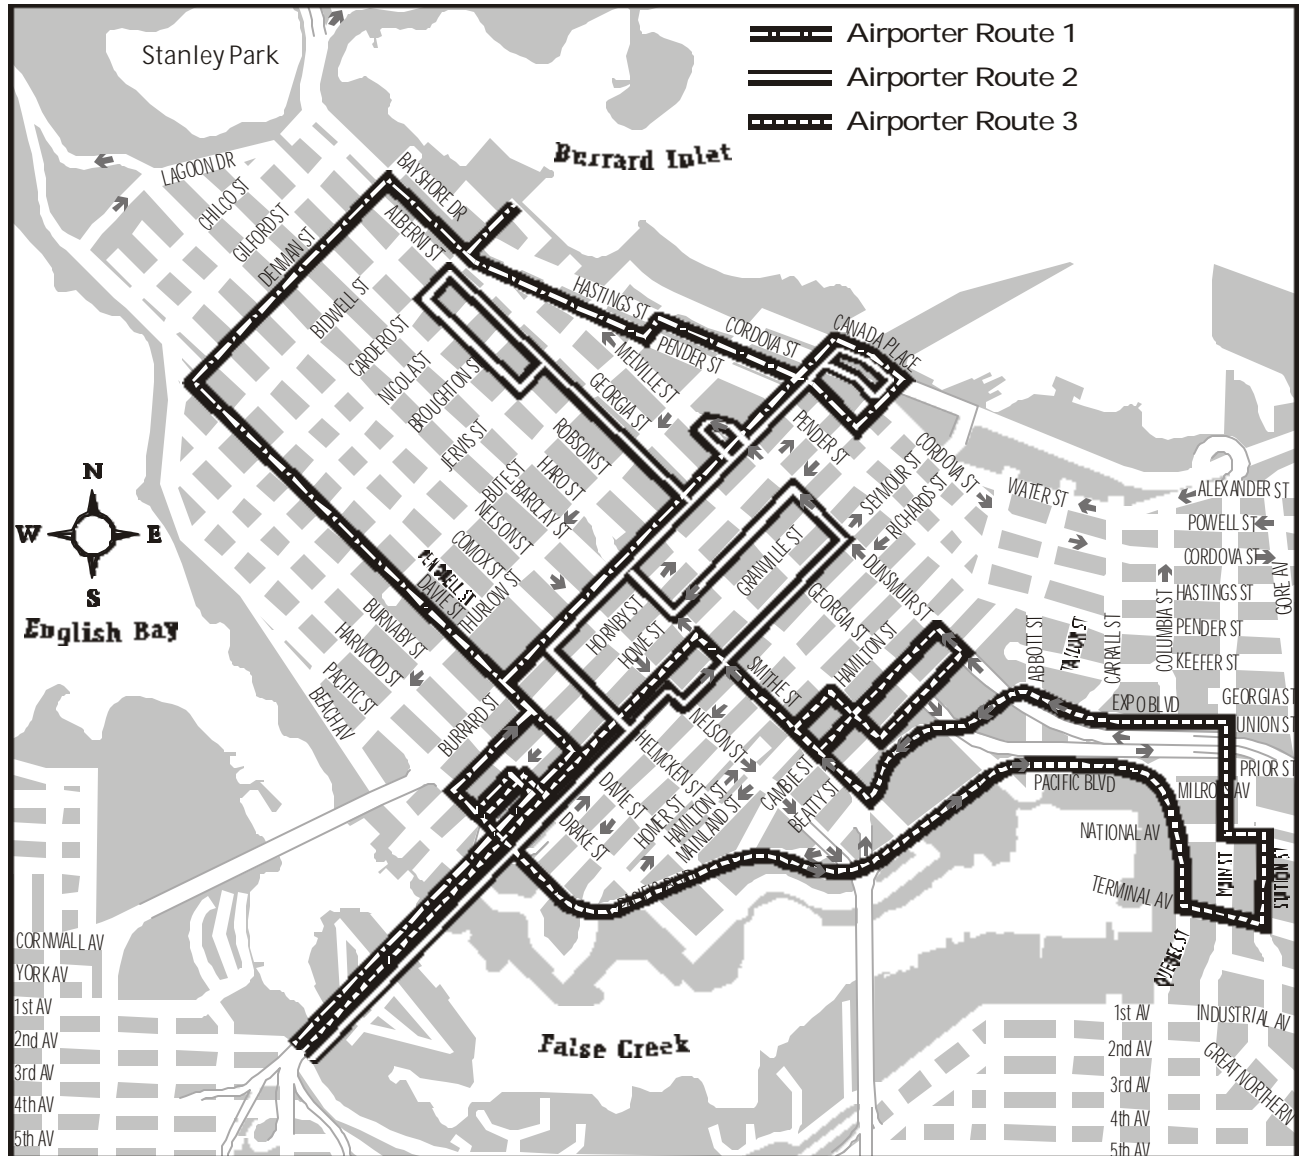 Stanley Park
Airporter Route 1
Airporter Route 2
Airporter Route 3
Burrard Inlet
LAGOON DR
BAYSHORE DR
CHILCO ST
GILFORD ST
DENMAN ST
ALBERNI ST
BIDWELL ST
HASTINGS ST
CORDOVA ST
CANADA PLACE
CARDERO ST
NICOLA ST
BROUGHTON ST
MELVILLE ST
PENDER ST
GEORGIA ST
JERVIS ST
ROBSON ST
PENDER ST
CORDOVA ST
BUTE ST
HARO ST
BARCLAY ST
NELSON ST
SEYMOUR ST
RICHARDS ST
WATER ST
ALEXANDER ST
POWELL ST
CORDOVA ST
N
W
E
S
English Bay
COMOX ST
PENDRELL ST
DAVIE ST
THURLOW ST
GRANVILLE ST
DUNSMUIR ST
GORE AV
HASTINGS ST
COLUMBIA ST
PENDER ST
KEEFER ST
BURNABY ST
HARWOOD ST
PACIFIC ST
BEACH AV
HORNBY ST
HOWE ST
GEORGIA ST
HAMILTON ST
SMITHE ST
ABBOTT ST
TAYLOR ST
CARRALL ST
GEORGIA ST
EXPO BLVD
UNION ST
PRIOR ST
BURRARD ST
NELSON ST
HELMCKEN ST
DAVIE ST
DRAKE ST
HOMER ST
HAMILTON ST
MAINLAND ST
CAMBIE ST
BEATTY ST
PACIFIC BLVD
MILROSS AV
NATIONAL AV
MAIN ST
STATION ST
TERMINAL AV
PACIFIC BLVD
QUEBEC ST
CORNWALL AV
YORK AV
1st AV
2nd AV
3rd AV
4th AV
5th AV
False Creek
1st AV
2nd AV
3rd AV
4th AV
5th AV
INDUSTRIAL AV
GREAT NORTHERN